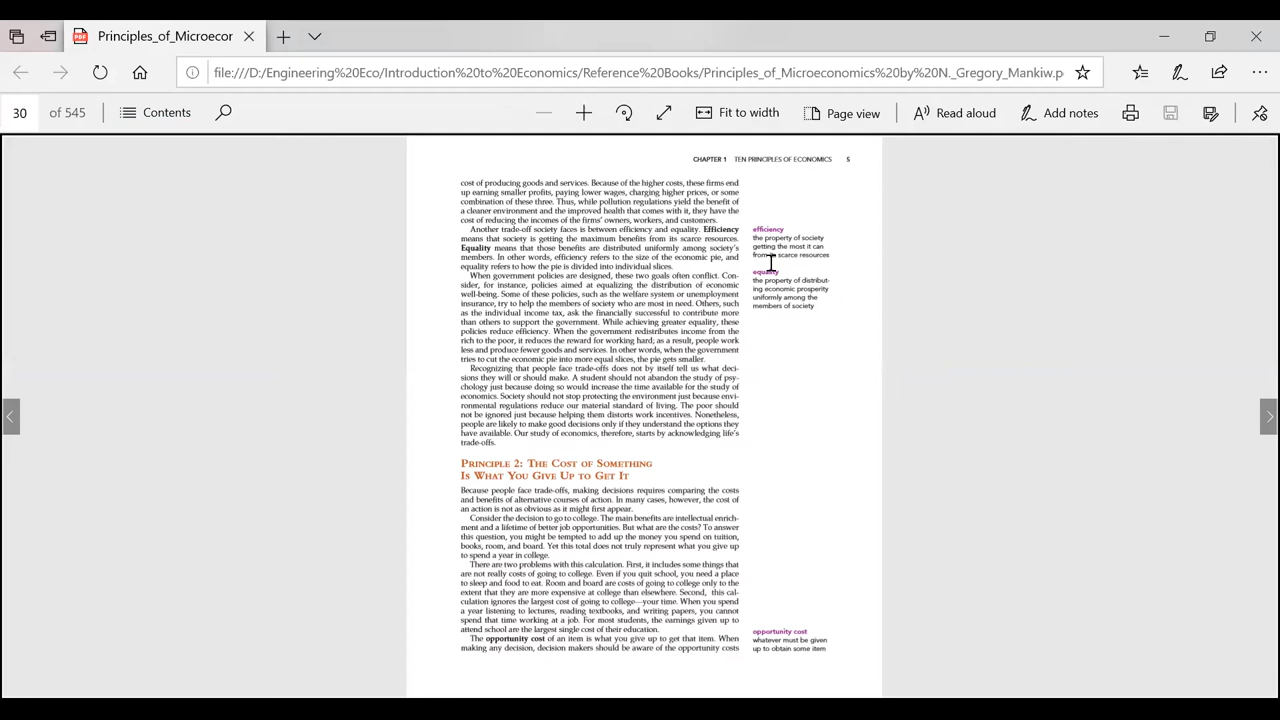 Principles_of_Microecor
file:///D:/Engineering%20Eco/Introduction%20to%20Economics/Reference%20Books/Principles_of_Microeconomics%20by%20N._Gregory_Mankiw.p
30 of 545 Contents Fit to width Page view Read aloud Add notes
CHAPTER 1 TEN PRINCIPLES OF ECONOMICS 5
cost of producing goods and services. Because of the higher costs, these firms end
up earning smaller profits, paying lower wages, charging higher prices, or some
combination of these three. Thus, while pollution regulations yield the benefit of
a cleaner environment and the improved health that comes with it, they have the
cost of reducing the incomes of the firms' owners, workers, and customers.
Another trade-off society faces is between efficiency and equality. Efficiency
means that society is getting the maximum benefits from its scarce resources.
Equality means that those benefits are distributed uniformly among society's
members. In other words, efficiency refers to the size of the economic pie, and
equality refers to how the pie is divided into individual slices.
When government policies are designed, these two goals often conflict. Con-
sider, for instance, policies aimed at equalizing the distribution of economic
well-being. Some of these policies, such as the welfare system or unemployment
insurance, try to help the members of society who are most in need. Others, such
as the individual income tax, ask the financially successful to contribute more
than others to support the government. While achieving greater equality, these
policies reduce efficiency. When the government redistributes income from the
rich to the poor, it reduces the reward for working hard; as a result, people work
less and produce fewer goods and services. In other words, when the government
tries to cut the economic pie into more equal slices, the pie gets smaller.
Recognizing that people face trade-offs does not by itself tell us what deci-
sions they will or should make. A student should not abandon the study of psy-
chology just because doing so would increase the time available for the study of
economics. Society should not stop protecting the environment just because envi-
ronmental regulations reduce our material standard of living. The poor should
not be ignored just because helping them distorts work incentives. Nonetheless,
people are likely to make good decisions only if they understand the options they
have available. Our study of economics, therefore, starts by acknowledging life's
trade-offs.
PRINCIPLE 2: THE COST OF SOMETHING
IS WHAT YOU GIVE UP TO GET IT
Because people face trade-offs, making decisions requires comparing the costs
and benefits of alternative courses of action. In many cases, however, the cost of
an action is not as obvious as it might first appear.
Consider the decision to go to college. The main benefits are intellectual enrich-
ment and a lifetime of better job opportunities. But what are the costs? To answer
this question, you might be tempted to add up the money you spend on tuition,
books, room, and board. Yet this total does not truly represent what you give up
to spend a year in college.
There are two problems with this calculation. First, it includes some things that
are not really costs of going to college. Even if you quit school, you need a place
to sleep and food to eat. Room and board are costs of going to college only to the
extent that they are more expensive at college than elsewhere. Second, this cal-
culation ignores the largest cost of going to college—your time. When you spend
a year listening to lectures, reading textbooks, and writing papers, you cannot
spend that time working at a job. For most students, the earnings given up to
attend school are the largest single cost of their education.
The opportunity cost of an item is what you give up to get that item. When
making any decision, decision makers should be aware of the opportunity costs
efficiency
the property of society
getting the most it can
from its scarce resources
equality
the property of distribut-
ing economic prosperity
uniformly among the
members of society
opportunity cost
whatever must be given
up to obtain some item